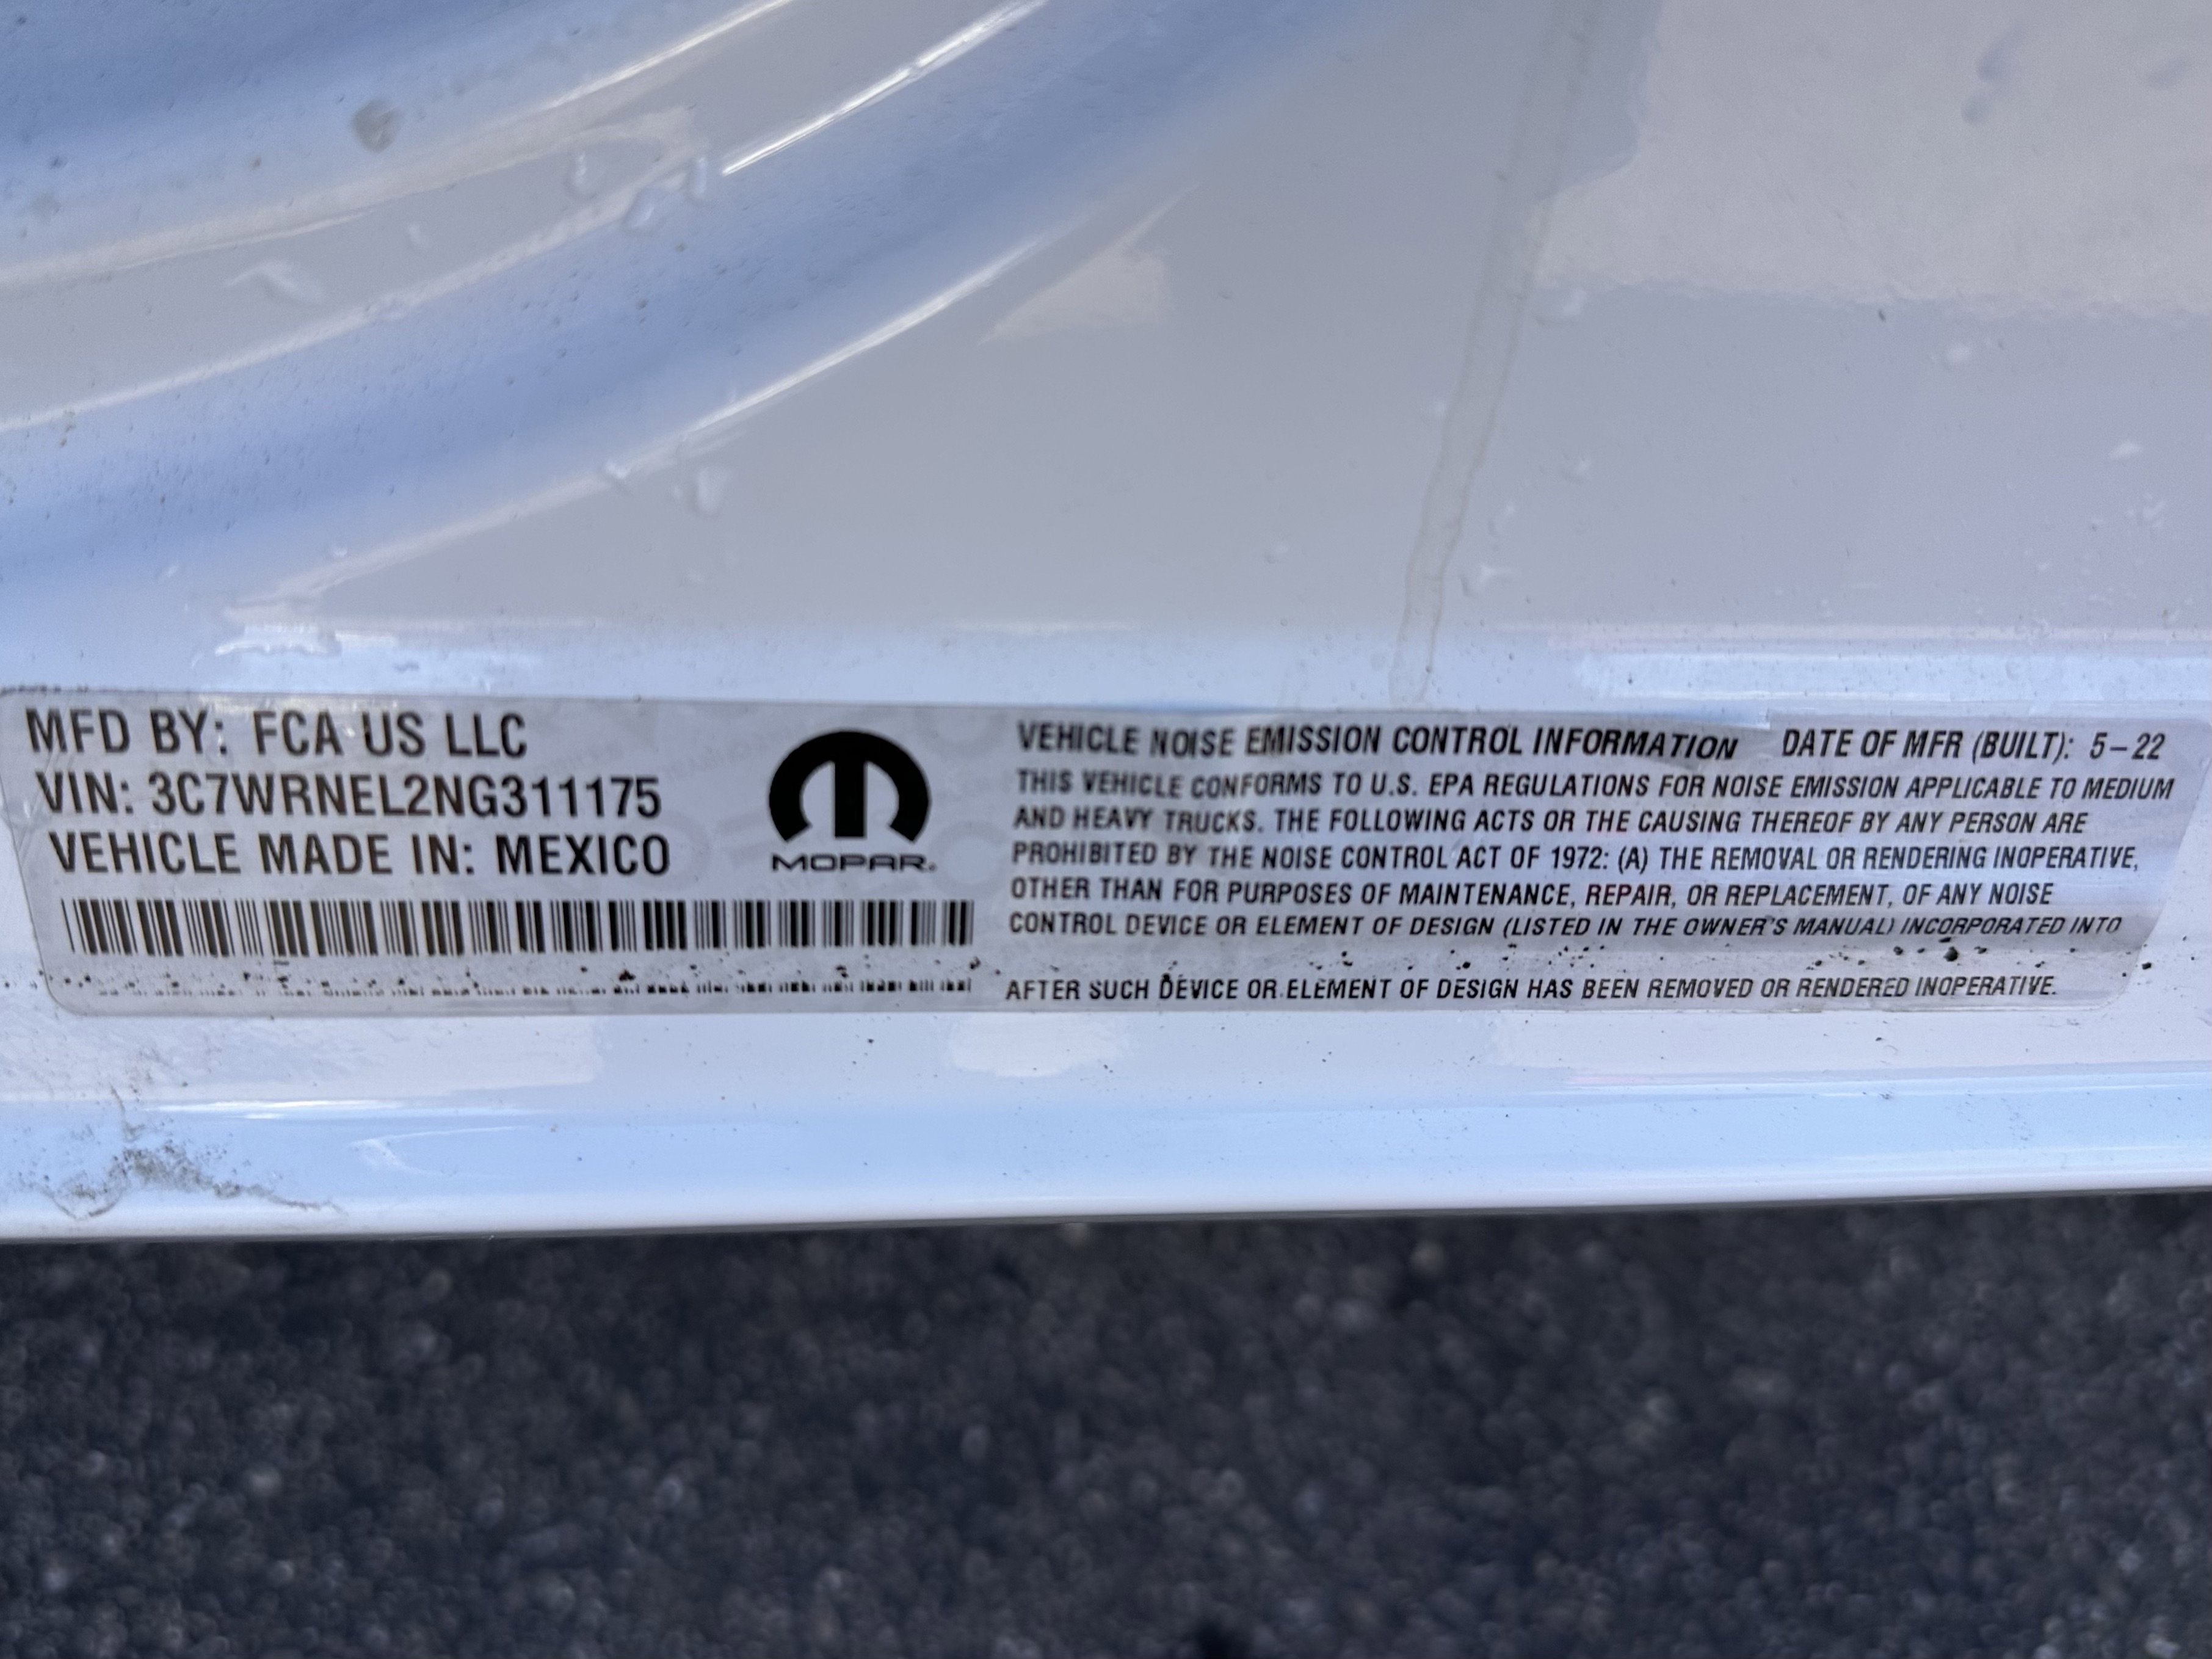 MFD BY: FCA US LLC
VIN: 3C7WRNEL2NG311175
VEHICLE MADE IN: MEXICO
MOPAR®
VEHICLE NOISE EMISSION CONTROL INFORMATION DATE OF MFR (BUILT): 5-22
THIS VEHICLE CONFORMS TO U.S. EPA REGULATIONS FOR NOISE EMISSION APPLICABLE TO MEDIUM
AND HEAVY TRUCKS. THE FOLLOWING ACTS OR THE CAUSING THEREOF BY ANY PERSON ARE
PROHIBITED BY THE NOISE CONTROL ACT OF 1972: (A) THE REMOVAL OR RENDERING INOPERATIVE,
OTHER THAN FOR PURPOSES OF MAINTENANCE, REPAIR, OR REPLACEMENT, OF ANY NOISE
CONTROL DEVICE OR ELEMENT OF DESIGN (LISTED IN THE OWNER'S MANUAL) INCORPORATED INTO
AFTER SUCH DEVICE OR ELEMENT OF DESIGN HAS BEEN REMOVED OR RENDERED INOPERATIVE.